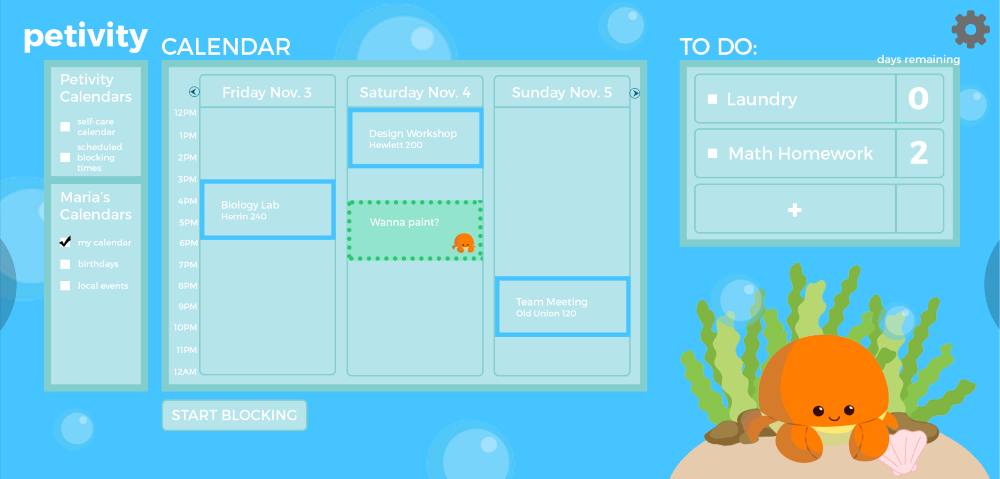 petivity
CALENDAR
TO DO:
days remaining
Petivity
Calendars
self-care
calendar
scheduled
blocking
times
Maria's
Calendars
my calendar
birthdays
local events
Friday Nov. 3
Saturday Nov. 4
Sunday Nov. 5
12PM
1PM
2PM
3PM
4PM
5PM
6PM
7PM
8PM
9PM
10PM
11PM
12AM
Biology Lab
Herrin 240
Design Workshop
Hewlett 200
Wanna paint?
Team Meeting
Old Union 120
START BLOCKING
Laundry 0
Math Homework 2
+